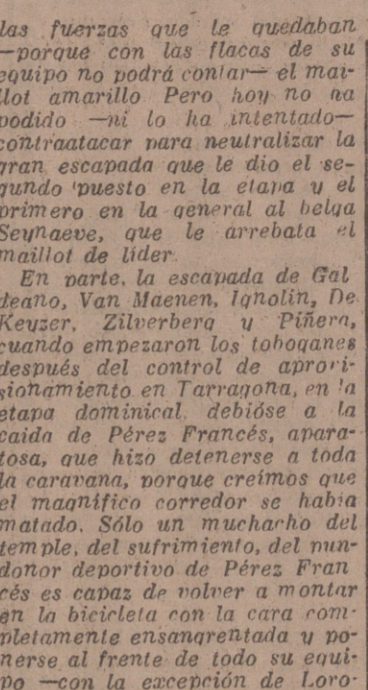 las fuerzas que le quedaban
—porque con las flacas de su
equipo no podrá contar— el mai-
llot amarillo Pero hoy no ha
podido —ni lo ha intentado—
contraatacar para neutralizar la
gran escapada que le dio el se-
gundo puesto en la etapa y el
primero en la general al belga
Seynaeve, que le arrebata el
maillot de líder.
En parte, la escapada de Gal
deano, Van Maenen, Ignolin, De
Keyzer, Zilverberg y Piñera,
cuando empezaron los toboganes
después del control de aprovi-
sionamiento en Tarragona, en la
etapa dominical, debióse a la
caida de Pérez Francés, apara-
tosa, que hizo detenerse a toda
la caravana, porque creímos que
el magnífico corredor se había
matado. Sólo un muchacho del
temple, del sufrimiento, del pun-
donor deportivo de Pérez Fran
cés es capaz de volver a montar
en la bicicleta con la cara com-
pletamente ensangrentada y po-
nerse al frente de todo su equi-
po —con la excepción de Loro-